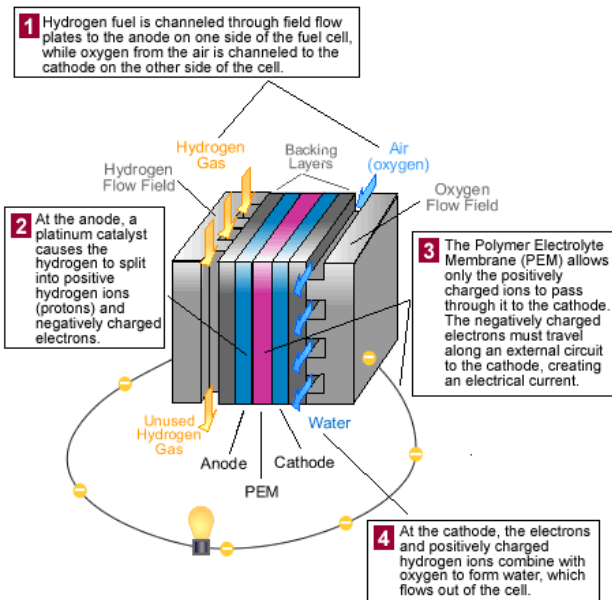 1 Hydrogen fuel is channeled through field flow
plates to the anode on one side of the fuel cell,
while oxygen from the air is channeled to the
cathode on the other side of the cell.
Hydrogen
Gas
Backing
Layers
Air
(oxygen)
Hydrogen
Flow Field
Oxygen
Flow Field
2 At the anode, a
platinum catalyst
causes the
hydrogen to split
into positive
hydrogen ions
(protons) and
negatively charged
electrons.
3 The Polymer Electrolyte
Membrane (PEM) allows
only the positively
charged ions to pass
through it to the cathode.
The negatively charged
electrons must travel
along an external circuit
to the cathode, creating
an electrical current.
Unused
Hydrogen
Gas
Water
Anode
Cathode
PEM
4 At the cathode, the electrons
and positively charged
hydrogen ions combine with
oxygen to form water, which
flows out of the cell.